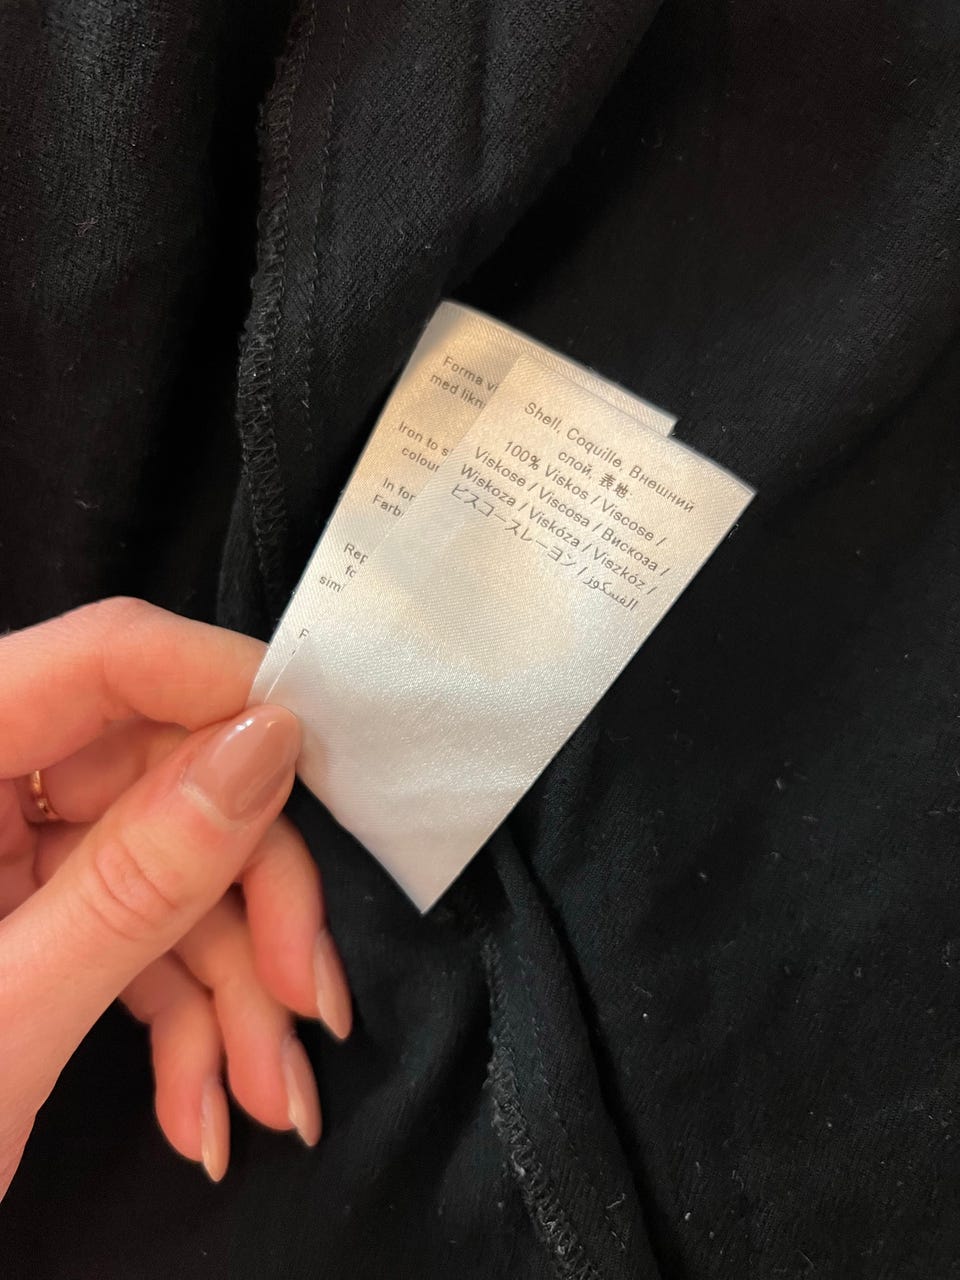 Forma
med likn
Iron to s
colour
In for
Farb
Rep
fo
simi
F
Shell, Coquille, Внешний
слой, 表地:
100% Viskos / Viscose /
Viskose / Viscosa / Вискоза /
Wiskoza / Viskóza / Viszkóz /
ビスコースレーヨン / الفسكوز